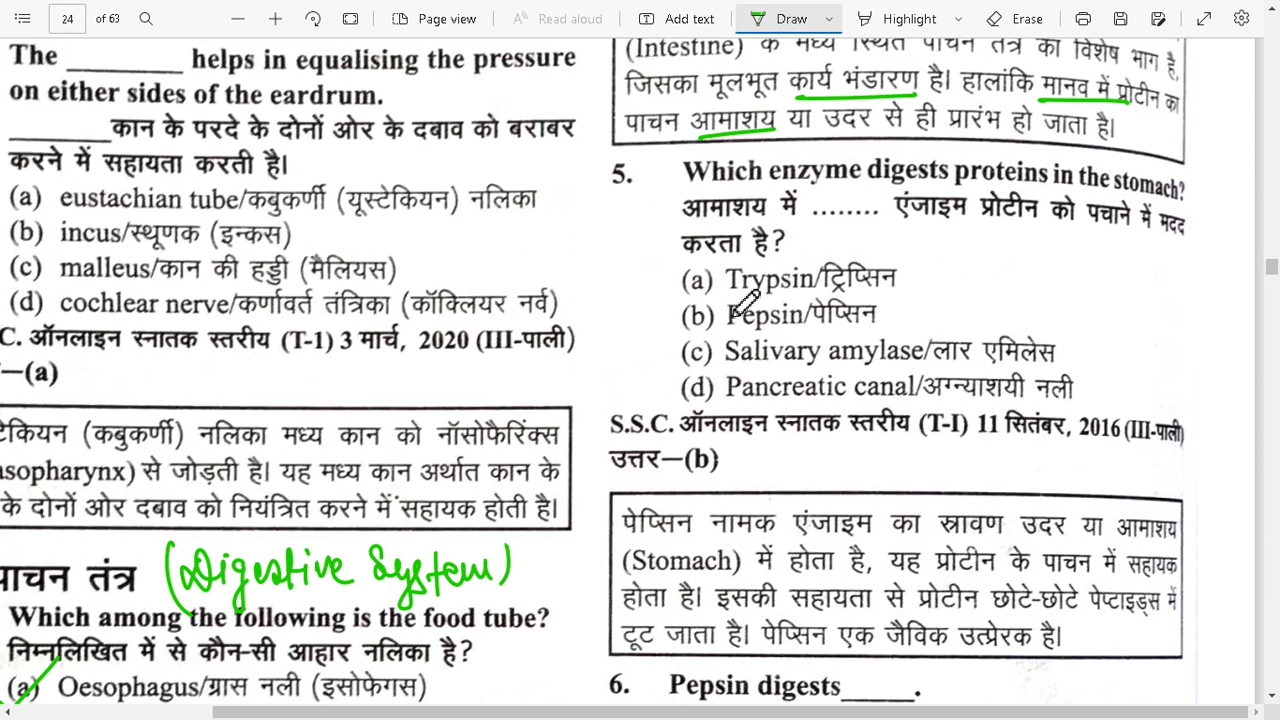 24 of 63 Page view Read aloud Add text Draw Highlight Erase
The ________ helps in equalising the pressure
on either sides of the eardrum.
_______कान के परदे के दोनों ओर के दबाव को बराबर
करने में सहायता करती है।
(a) eustachian tube/कबुकर्णी (यूस्टेकियन) नलिका
(b) incus/स्थूणक (इन्कस)
(c) malleus/कान की हड्डी (मैलियस)
(d) cochlear nerve/कर्णावर्त तंत्रिका (कॉक्लियर नर्व)
C. ऑनलाइन स्नातक स्तरीय (T-1) 3 मार्च, 2020 (III-पाली)
—(a)
टेकियन (कबुकर्णी) नलिका मध्य कान को नॉसोफैरिंक्स
asopharynx) से जोड़ती है। यह मध्य कान अर्थात कान के
के दोनों ओर दबाव को नियंत्रित करने में सहायक होती है।
पाचन तंत्र (Digestive System)
Which among the following is the food tube?
निम्नलिखित में से कौन-सी आहार नलिका है?
(a) Oesophagus/ग्रास नली (इसोफेगस)
(Intestine) के मध्य स्थित पाचन तंत्र का विशेष भाग है,
जिसका मूलभूत कार्य भंडारण है। हालांकि मानव में प्रोटीन का
पाचन आमाशय या उदर से ही प्रारंभ हो जाता है।
5. Which enzyme digests proteins in the stomach?
आमाशय में ........ एंजाइम प्रोटीन को पचाने में मदद
करता है?
(a) Trypsin/ट्रिप्सिन
(b) Pepsin/पेप्सिन
(c) Salivary amylase/लार एमिलेस
(d) Pancreatic canal/अग्न्याशयी नली
S.S.C. ऑनलाइन स्नातक स्तरीय (T-I) 11 सितंबर, 2016 (III-पाली)
उत्तर—(b)
पेप्सिन नामक एंजाइम का स्रावण उदर या आमाशय
(Stomach) में होता है, यह प्रोटीन के पाचन में सहायक
होता है। इसकी सहायता से प्रोटीन छोटे-छोटे पेप्टाइड्स में
टूट जाता है। पेप्सिन एक जैविक उत्प्रेरक है।
6. Pepsin digests_____.